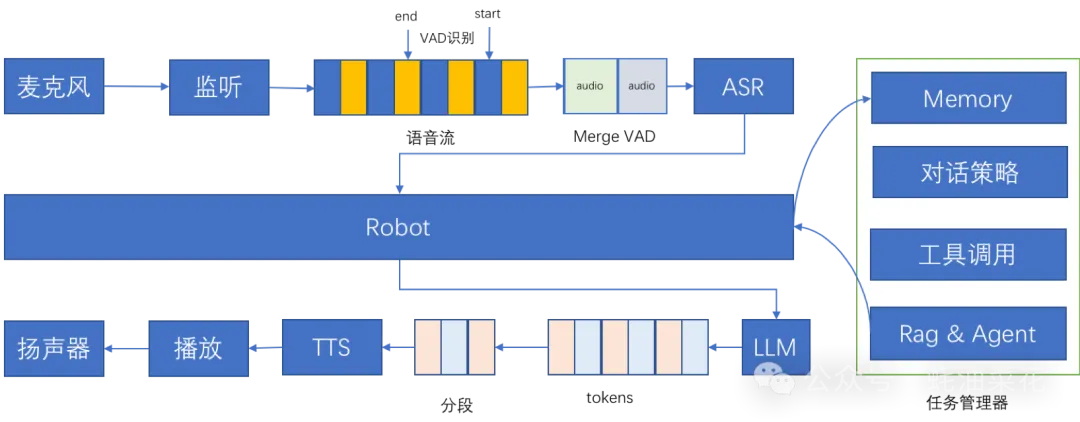 end
start
VAD识别
麦克风
监听
audio
audio
ASR
语音流
Merge VAD
Memory
对话策略
工具调用
Rag & Agent
任务管理器
Robot
扬声器
播放
TTS
分段
tokens
LLM
公众号